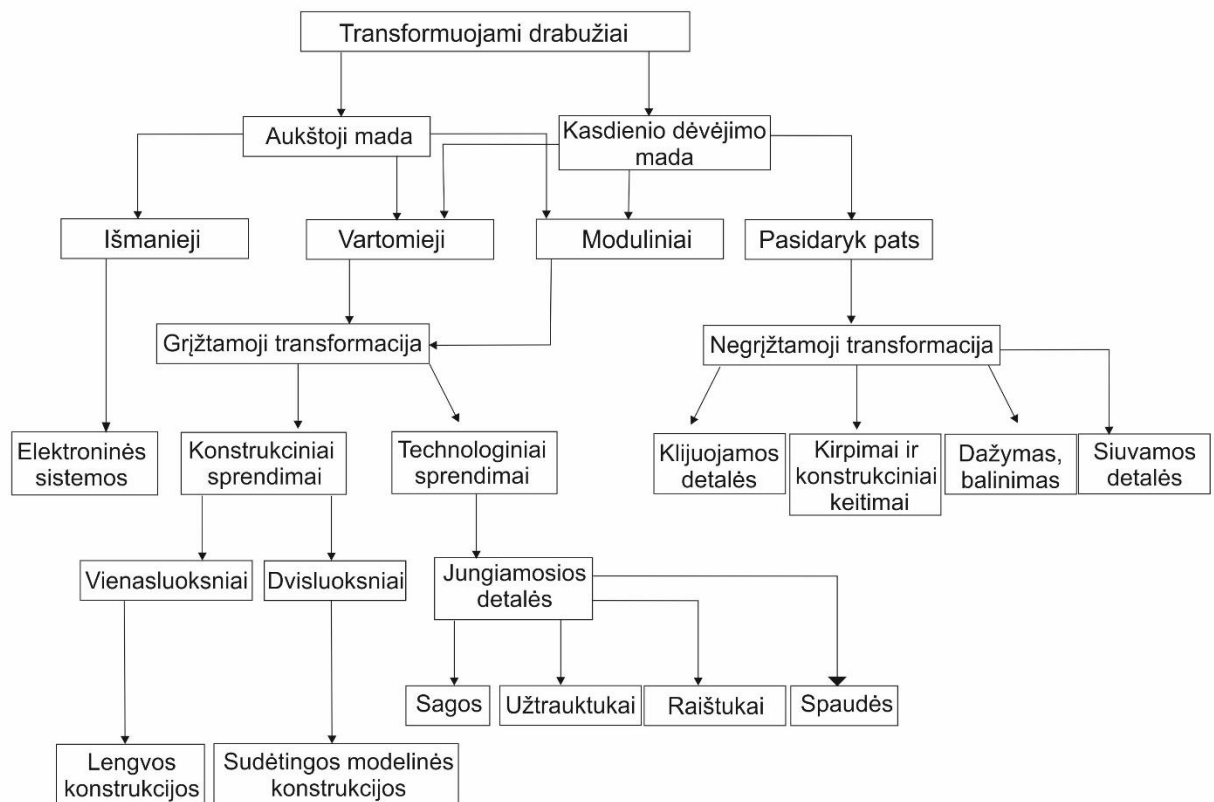 Transformuojami drabužiai
Aukštoji mada
Kasdienio dėvėjimo
mada
Išmanieji
Vartomieji
Moduliniai
Pasidaryk pats
Grįžtamoji transformacija
Negrįžtamoji transformacija
Elektroninės
sistemos
Konstrukciniai
sprendimai
Technologiniai
sprendimai
Klijuojamos
detalės
Kirpimai ir
konstrukciniai
keitimai
Dažymas,
balinimas
Siuvamos
detalės
Vienasluoksniai
Dvisluoksniai
Jungiamosios
detalės
Sagos
Užtrauktukai
Raištukai
Spaudės
Lengvos
konstrukcijos
Sudėtingos modelinės
konstrukcijos